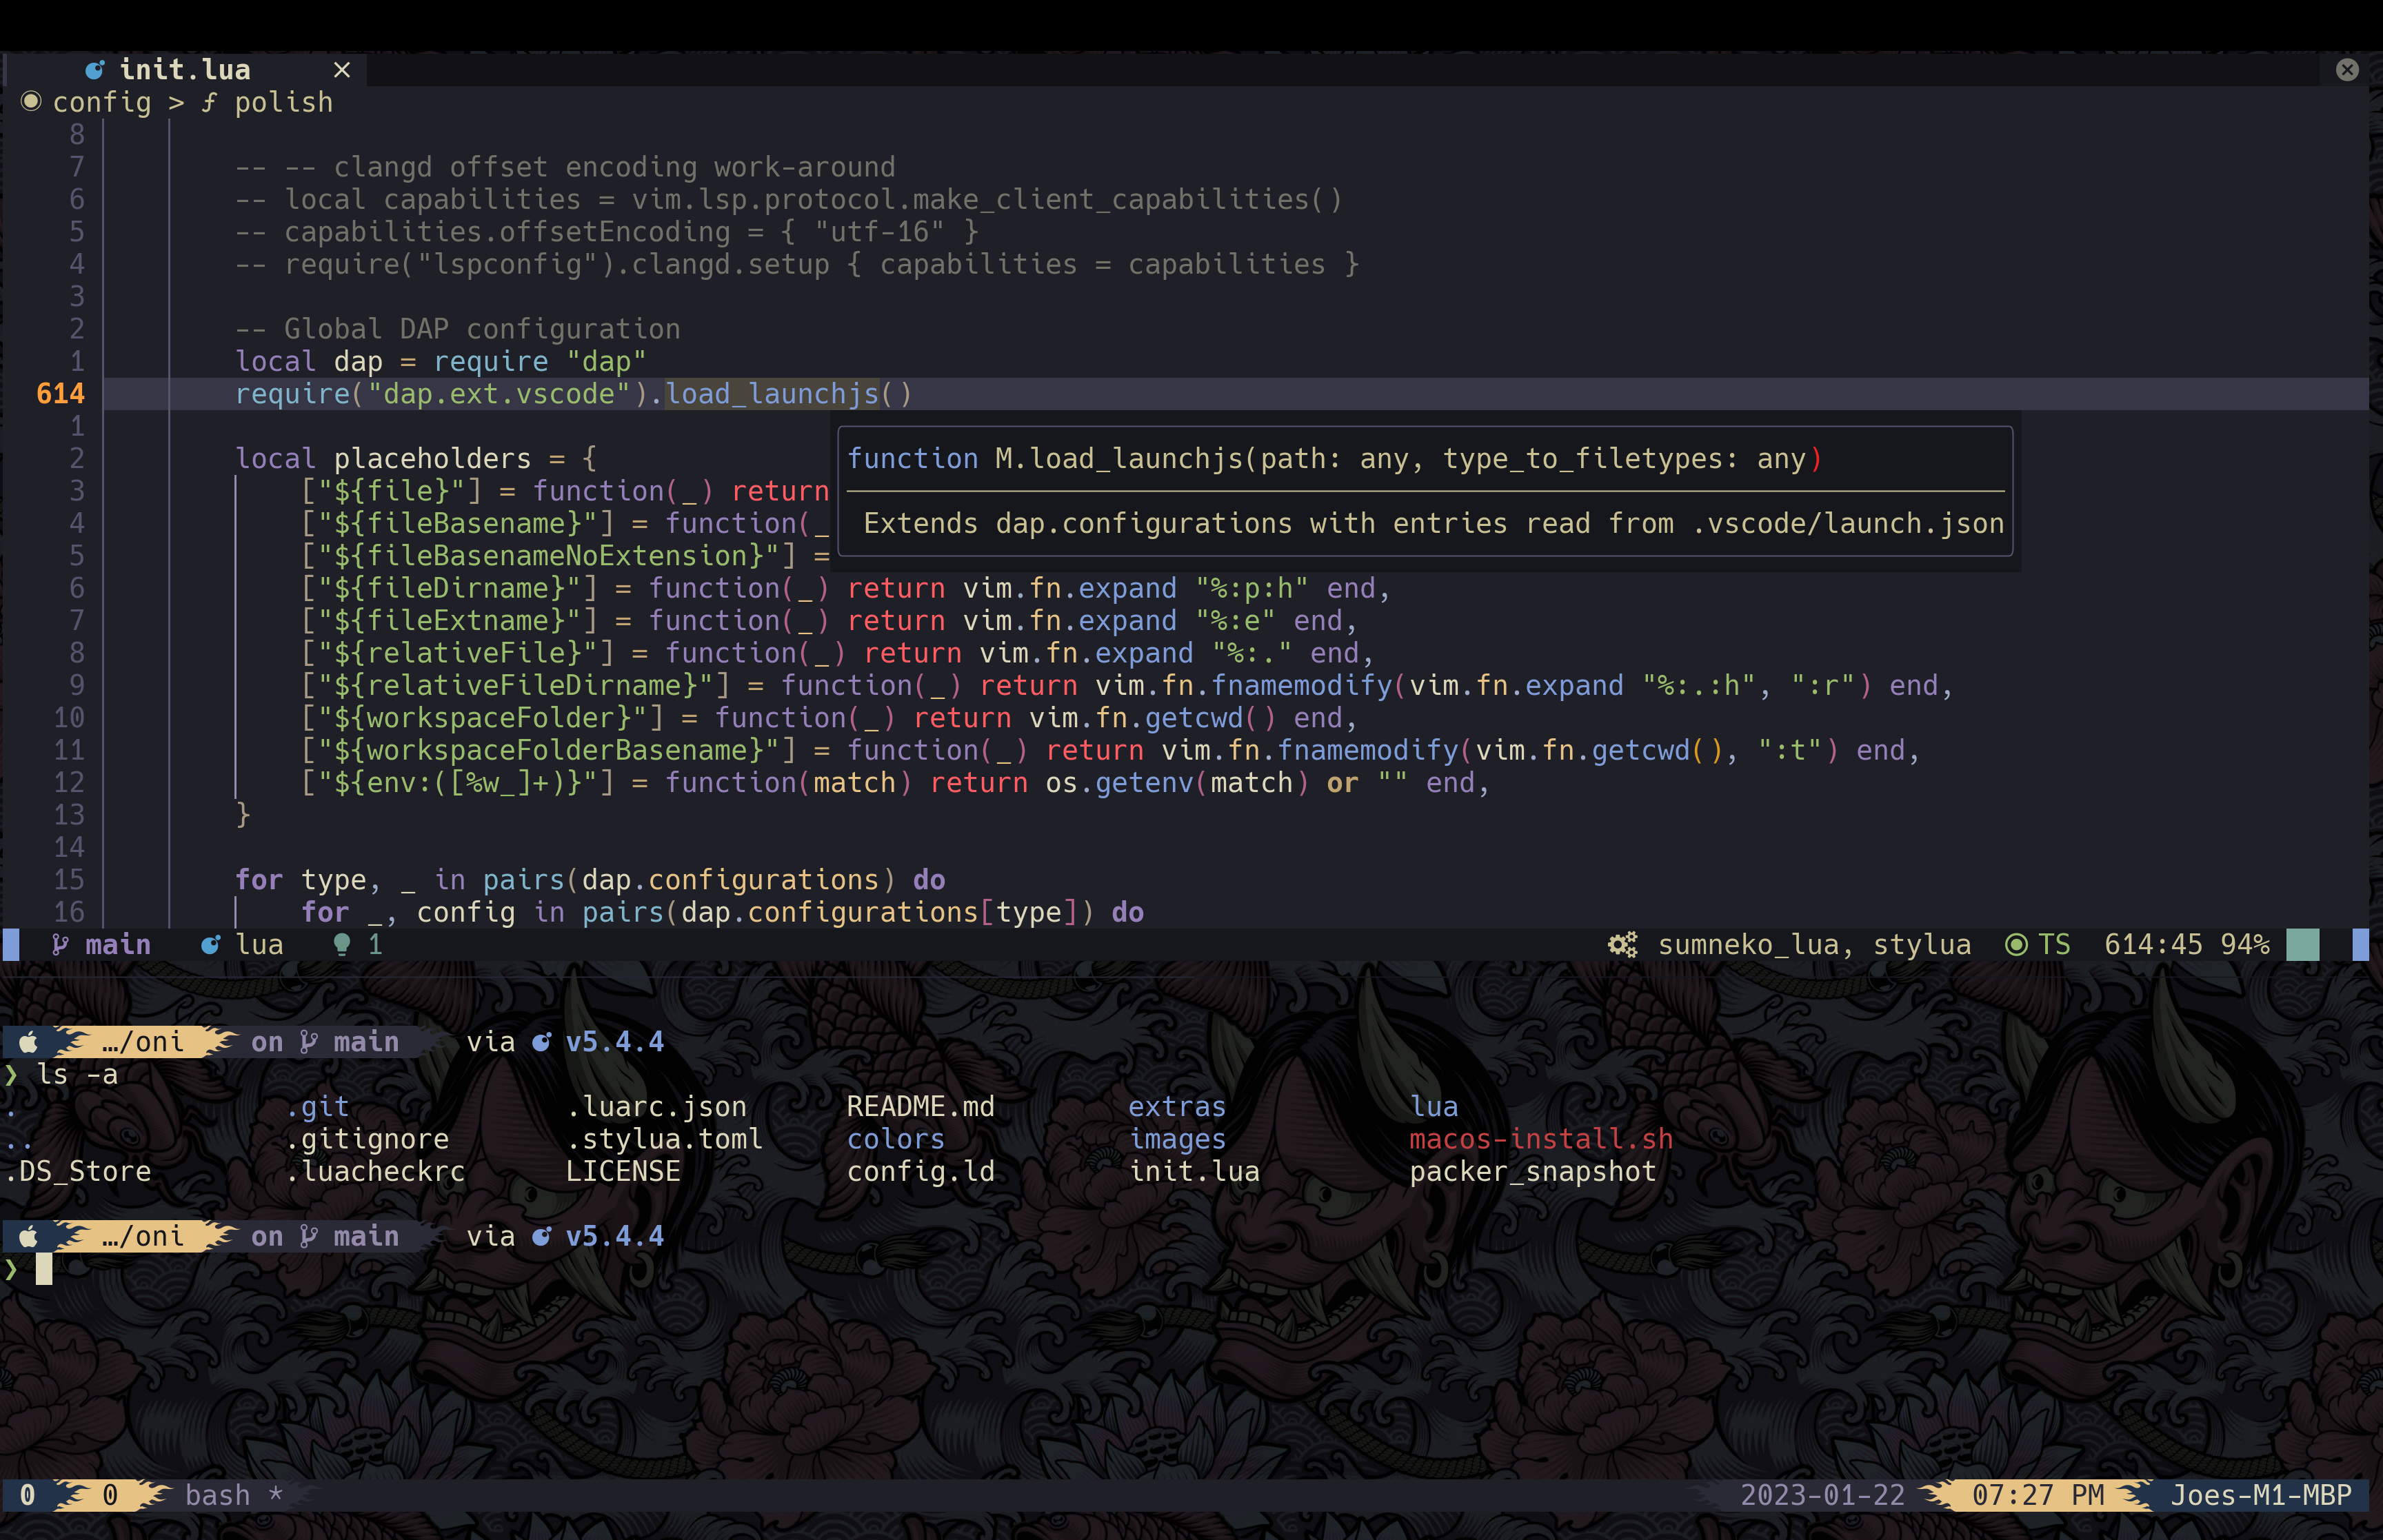 init.lua ×
config > ƒ polish
8
7 -- -- clangd offset encoding work-around
6 -- local capabilities = vim.lsp.protocol.make_client_capabilities()
5 -- capabilities.offsetEncoding = { "utf-16" }
4 -- require("lspconfig").clangd.setup { capabilities = capabilities }
3
2 -- Global DAP configuration
1 local dap = require "dap"
614 require("dap.ext.vscode").load_launchjs()
1
function M.load_launchjs(path: any, type_to_filetypes: any)
Extends dap.configurations with entries read from .vscode/launch.json
2 local placeholders = {
3 ["${file}"] = function(_) return
4 ["${fileBasename}"] = function(_
5 ["${fileBasenameNoExtension}"] =
6 ["${fileDirname}"] = function(_) return vim.fn.expand "%:p:h" end,
7 ["${fileExtname}"] = function(_) return vim.fn.expand "%:e" end,
8 ["${relativeFile}"] = function(_) return vim.fn.expand "%:." end,
9 ["${relativeFileDirname}"] = function(_) return vim.fn.fnamemodify(vim.fn.expand "%:.:h", ":r") end,
10 ["${workspaceFolder}"] = function(_) return vim.fn.getcwd() end,
11 ["${workspaceFolderBasename}"] = function(_) return vim.fn.fnamemodify(vim.fn.getcwd(), ":t") end,
12 ["${env:([%w_]+)}"] = function(match) return os.getenv(match) or "" end,
13 }
14
15 for type, _ in pairs(dap.configurations) do
16 for _, config in pairs(dap.configurations[type]) do
main lua 1 sumneko_lua, stylua TS 614:45 94%
…/oni on main via v5.4.4
❯ ls -a
. .git .luarc.json README.md extras lua
.. .gitignore .stylua.toml colors images macos-install.sh
.DS_Store .luacheckrc LICENSE config.ld init.lua packer_snapshot
…/oni on main via v5.4.4
❯
0 0 bash * 2023-01-22 07:27 PM Joes-M1-MBP